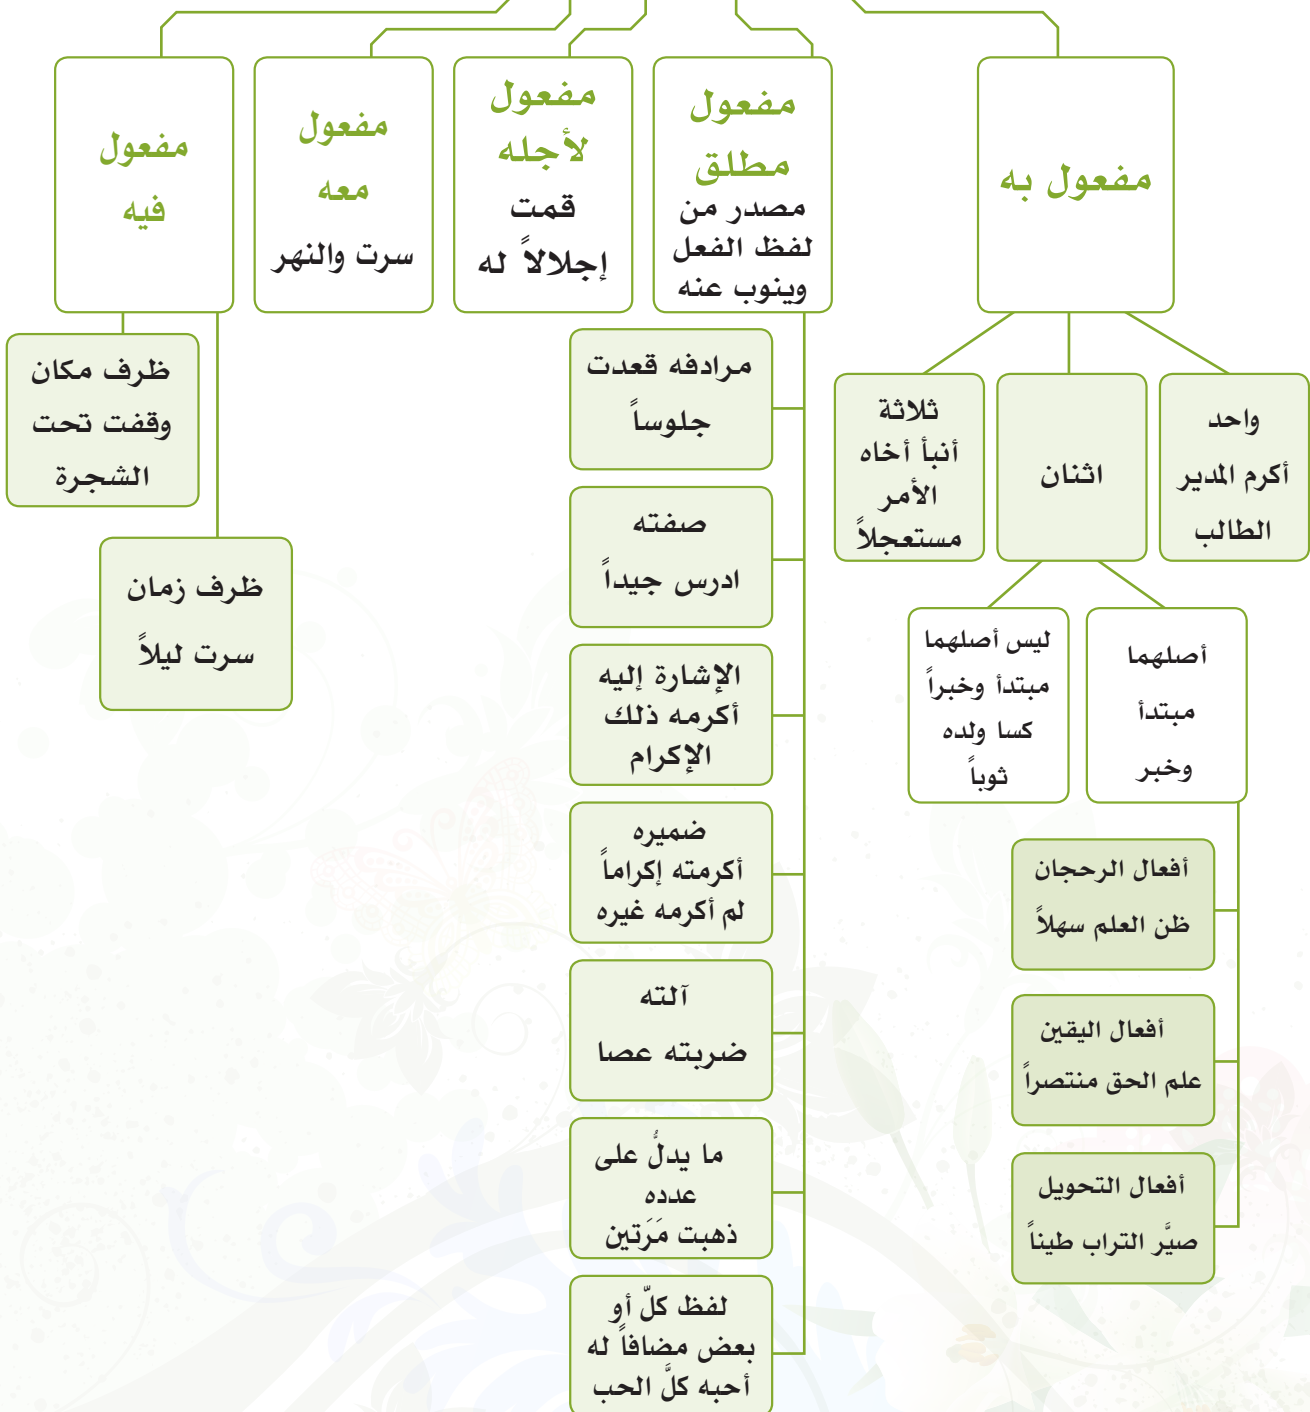 مفعول به
واحد
أكرم المدير
الطالب
اثنان
أصلهما
مبتدأ
وخبر
أفعال الرحجان
ظن العلم سهلاً
أفعال اليقين
علم الحق منتصراً
أفعال التحويل
صيَّر التراب طيناً
ليس أصلهما
مبتدأ وخبراً
كسا ولده
ثوباً
ثلاثة
أنبأ أخاه
الأمر
مستعجلاً
مفعول
مطلق
مصدر من
لفظ الفعل
وينوب عنه
مرادفه قعدت
جلوساً
صفته
ادرس جيداً
الإشارة إليه
أكرمه ذلك
الإكرام
ضميره
أكرمته إكراماً
لم أكرمه غيره
آلته
ضربته عصا
ما يدلُّ على
عدده
ذهبت مَرَتين
لفظ كلّ أو
بعض مضافاً له
أحبه كلَّ الحب
مفعول
لأجله
قمت
إجلالاً له
مفعول
معه
سرت والنهر
مفعول
فيه
ظرف مكان
وقفت تحت
الشجرة
ظرف زمان
سرت ليلاً